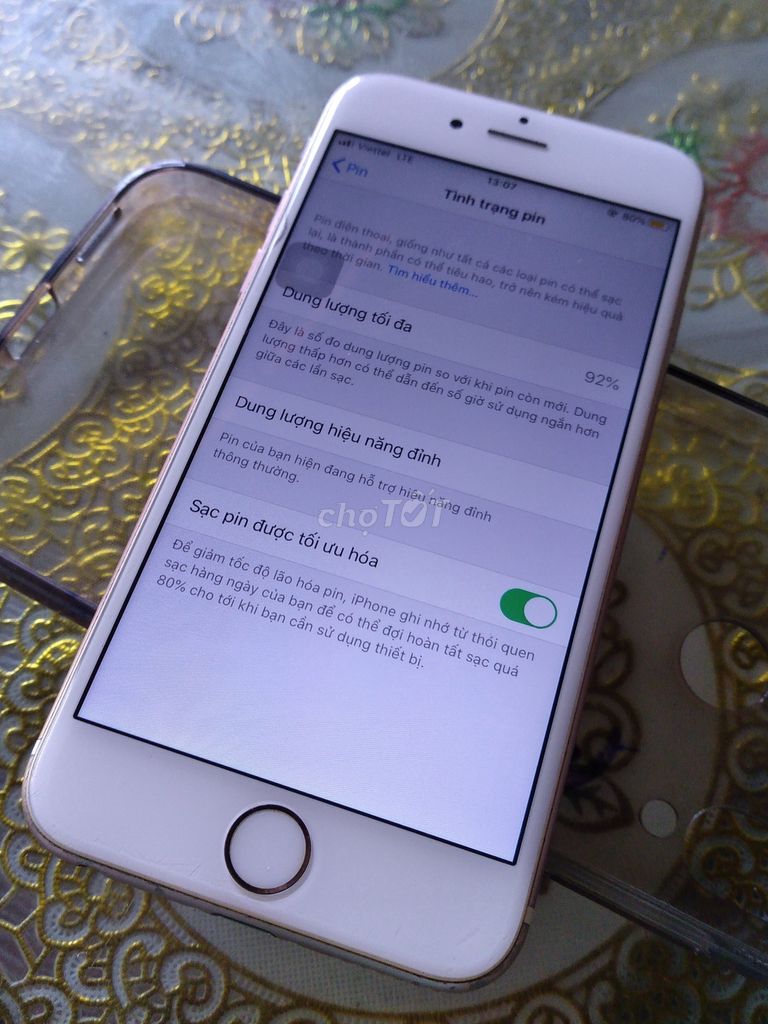 Viettel LTE
13:07
80%
Pin
Tình trạng pin
Pin điện thoại, giống như tất cả các loại pin có thể sạc
lại, là thành phần có thể tiêu hao, trở nên kém hiệu quả
theo thời gian. Tìm hiểu thêm...
Dung lượng tối đa
92%
Đây là số đo dung lượng pin so với khi pin còn mới. Dung
lượng thấp hơn có thể dẫn đến số giờ sử dụng ngắn hơn
giữa các lần sạc.
Dung lượng hiệu năng đỉnh
Pin của bạn hiện đang hỗ trợ hiệu năng đỉnh
thông thường.
chợTỐT
Sạc pin được tối ưu hóa
Để giảm tốc độ lão hóa pin, iPhone ghi nhớ từ thói quen
sạc hàng ngày của bạn để có thể đợi hoàn tất sạc quá
80% cho tới khi bạn cần sử dụng thiết bị.